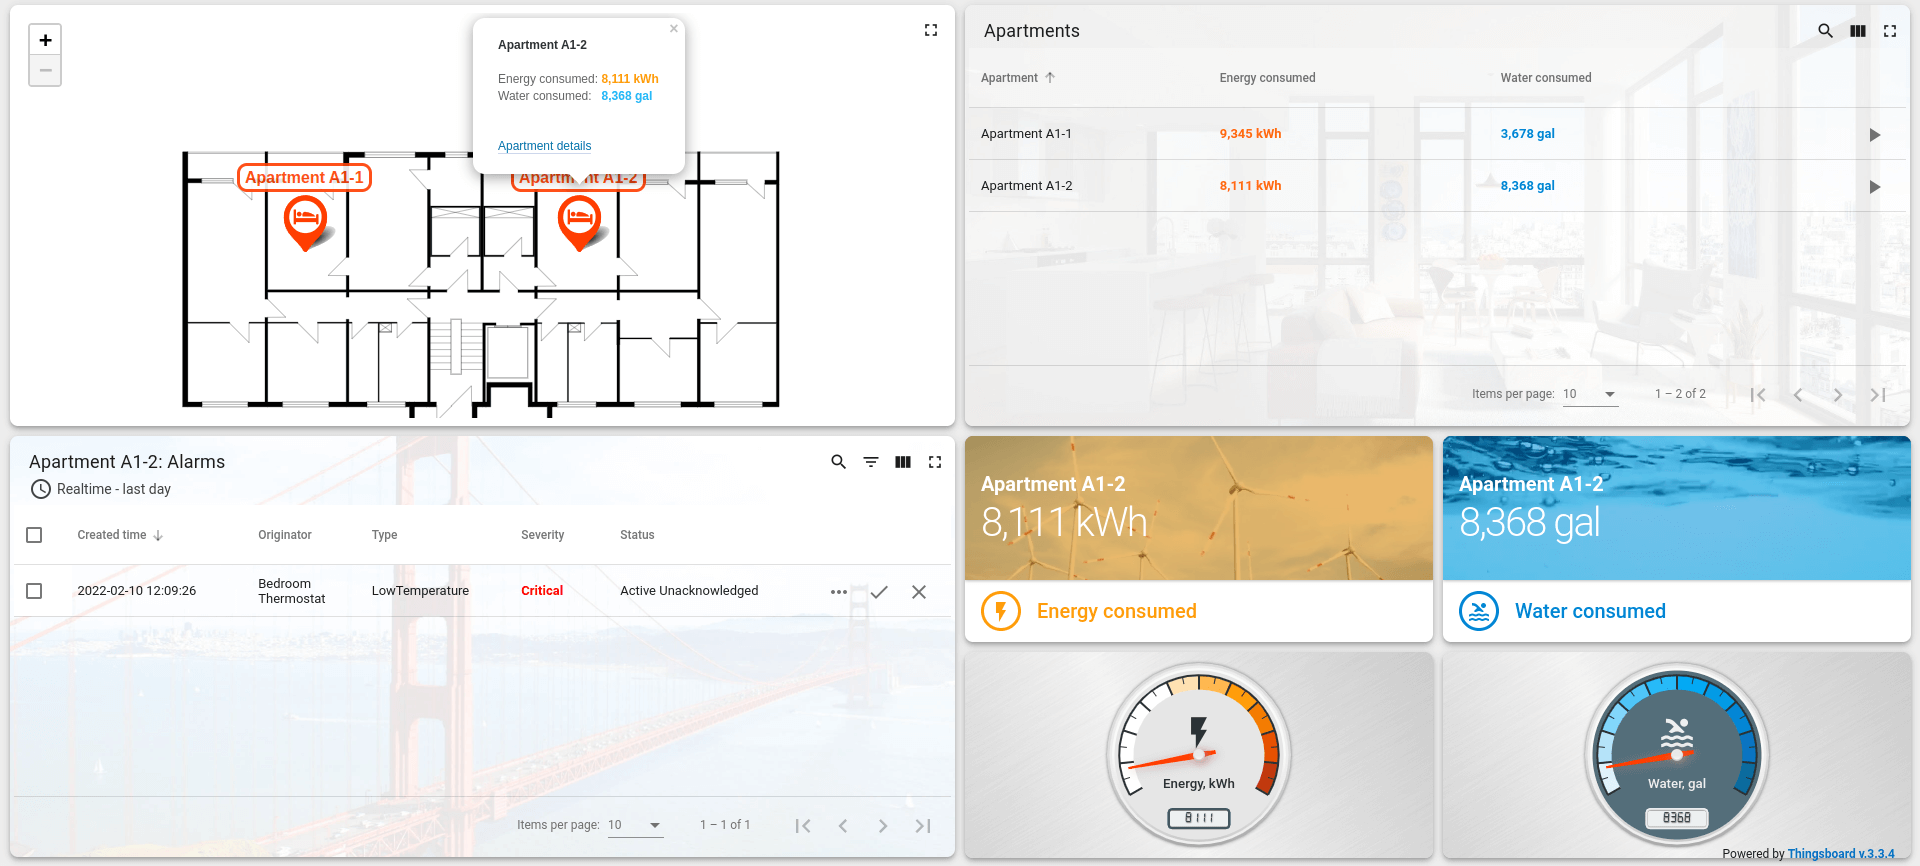 +
−
×
Apartment A1-2
Energy consumed: 8,111 kWh
Water consumed: 8,368 gal
Apartment details
Apartment A1-1
Apartment A1-2
Apartments
Apartment Energy consumed Water consumed
Apartment A1-1 9,345 kWh 3,678 gal
Apartment A1-2 8,111 kWh 8,368 gal
Items per page: 10 1 – 2 of 2
Apartment A1-2: Alarms
Realtime - last day
Created time Originator Type Severity Status
2022-02-10 12:09:26 Bedroom Thermostat LowTemperature Critical Active Unacknowledged
Items per page: 10 1 – 1 of 1
Apartment A1-2
8,111 kWh
Energy consumed
Apartment A1-2
8,368 gal
Water consumed
Energy, kWh
8111
Water, gal
8368
Powered by Thingsboard v.3.3.4